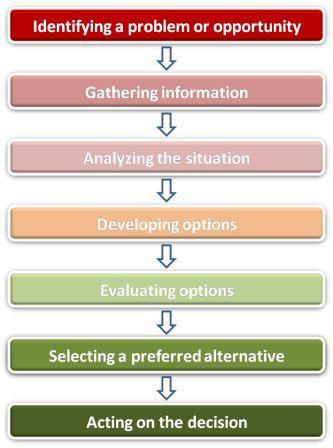 Identifying a problem or opportunity
Gathering information
Analyzing the situation
Developing options
Evaluating options
Selecting a preferred alternative
Acting on the decision